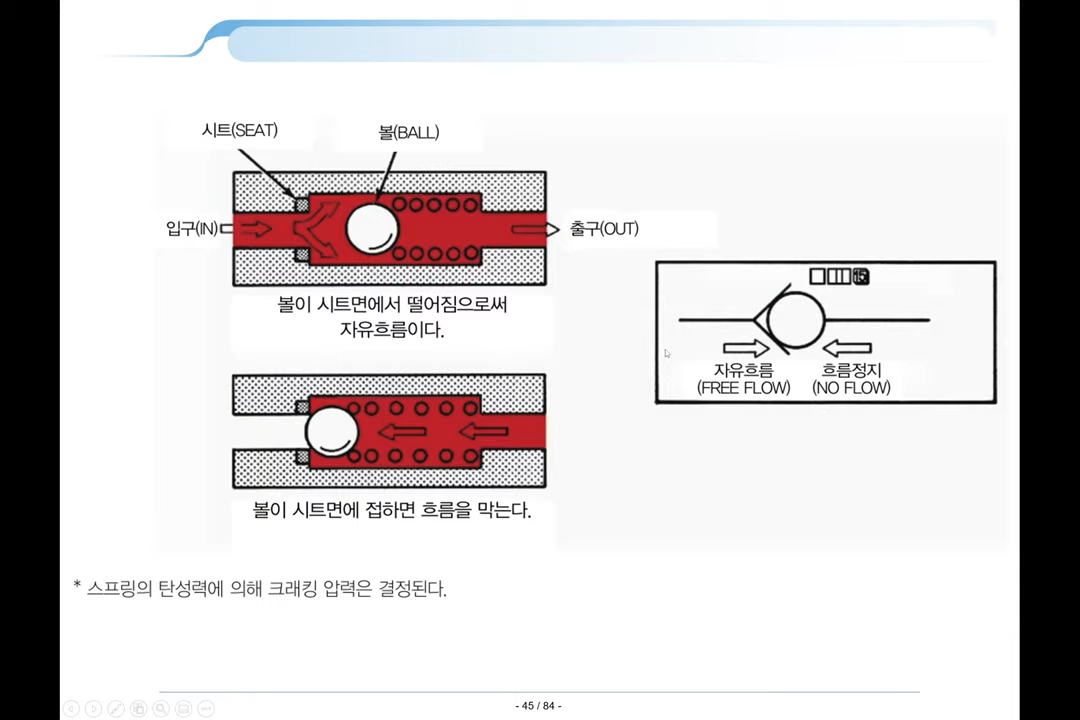 시트(SEAT)
볼(BALL)
입구(IN)
출구(OUT)
볼이 시트면에서 떨어짐으로써
자유흐름이다.
자유흐름
(FREE FLOW)
흐름정지
(NO FLOW)
볼이 시트면에 접하면 흐름을 막는다.
* 스프링의 탄성력에 의해 크래킹 압력은 결정된다.
- 45 / 84 -